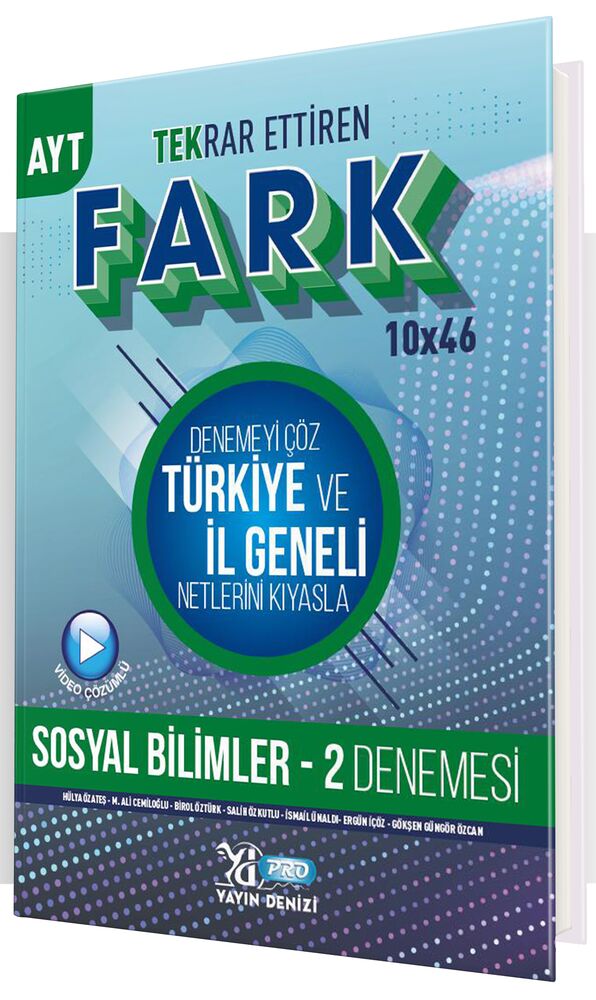 AYT
TEKRAR ETTİREN
FARK
10x46
DENEMEYİ ÇÖZ
TÜRKİYE VE
İL GENELİ
NETLERİNİ KIYASLA
VİDEO ÇÖZÜMLÜ
SOSYAL BİLİMLER - 2 DENEMESİ
HÜLYA ÖZATEŞ - M. ALİ CEMİLOĞLU - BİROL ÖZTÜRK - SALİH ÖZKUTLU - İSMAİL ÜNALDI- ERGÜN İÇÖZ - GÖKŞEN GÜNGÖR ÖZCAN
YD PRO
YAYIN DENİZİ